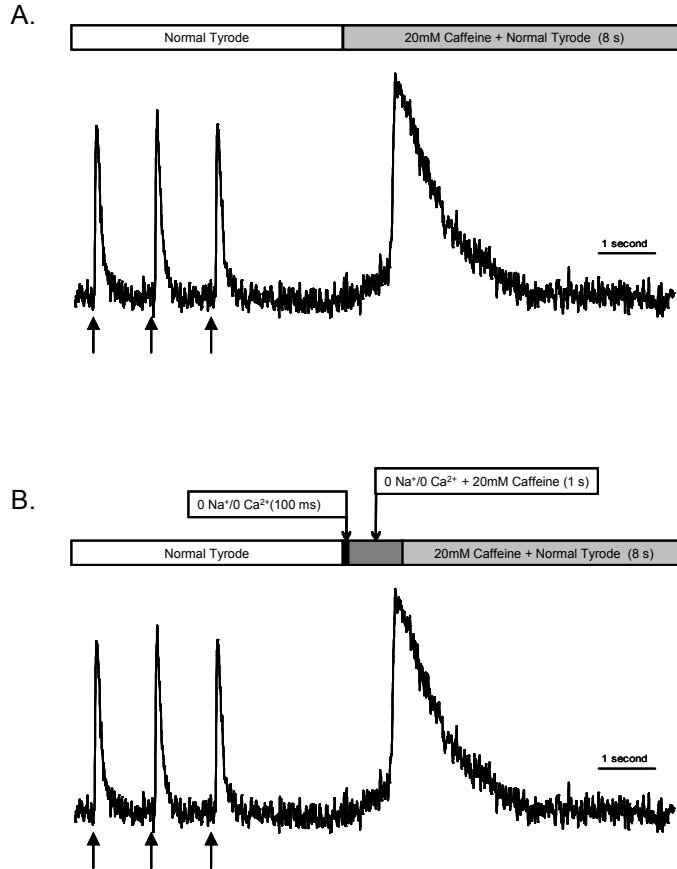 A.
Normal Tyrode
20mM Caffeine + Normal Tyrode (8 s)
1 second
B.
0 Na⁺/0 Ca²⁺ + 20mM Caffeine (1 s)
0 Na⁺/0 Ca²⁺(100 ms)
Normal Tyrode
20mM Caffeine + Normal Tyrode (8 s)
1 second